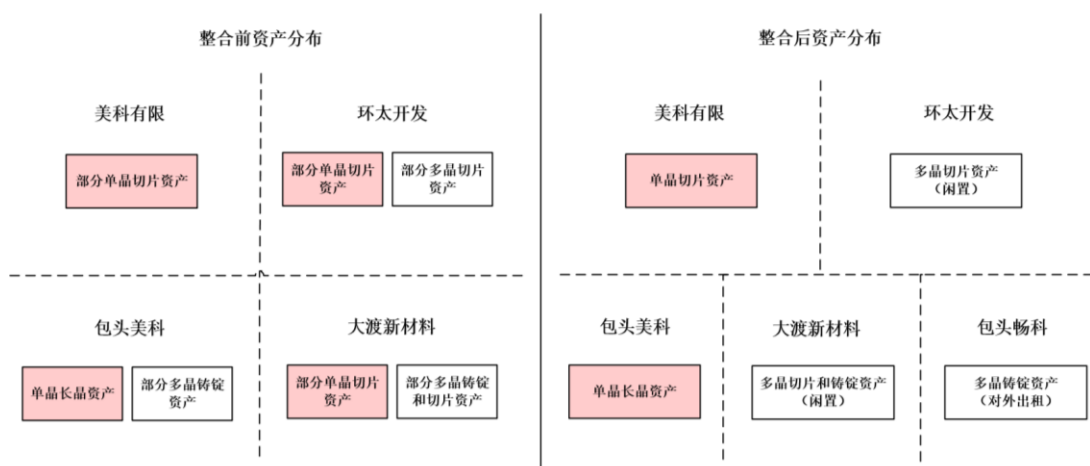 整合前资产分布
美科有限
环太开发
部分单晶切片资产
部分单晶切片
资产
部分多晶切片
资产
包头美科
大渡新材料
单晶长晶资产
部分多晶铸锭
资产
部分单晶切片
资产
部分多晶铸锭
和切片资产
整合后资产分布
美科有限
环太开发
单晶切片资产
多晶切片资产
（闲置）
包头美科
大渡新材料
包头畅科
单晶长晶资产
多晶切片和铸锭资产
（闲置）
多晶铸锭资产
（对外出租）